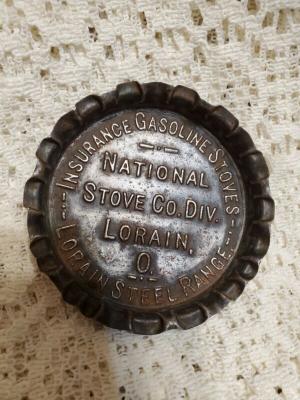 INSURANCE GASOLINE STOVES
NATIONAL
STOVE CO. DIV.
LORAIN,
O.
LORAIN STEEL RANGE